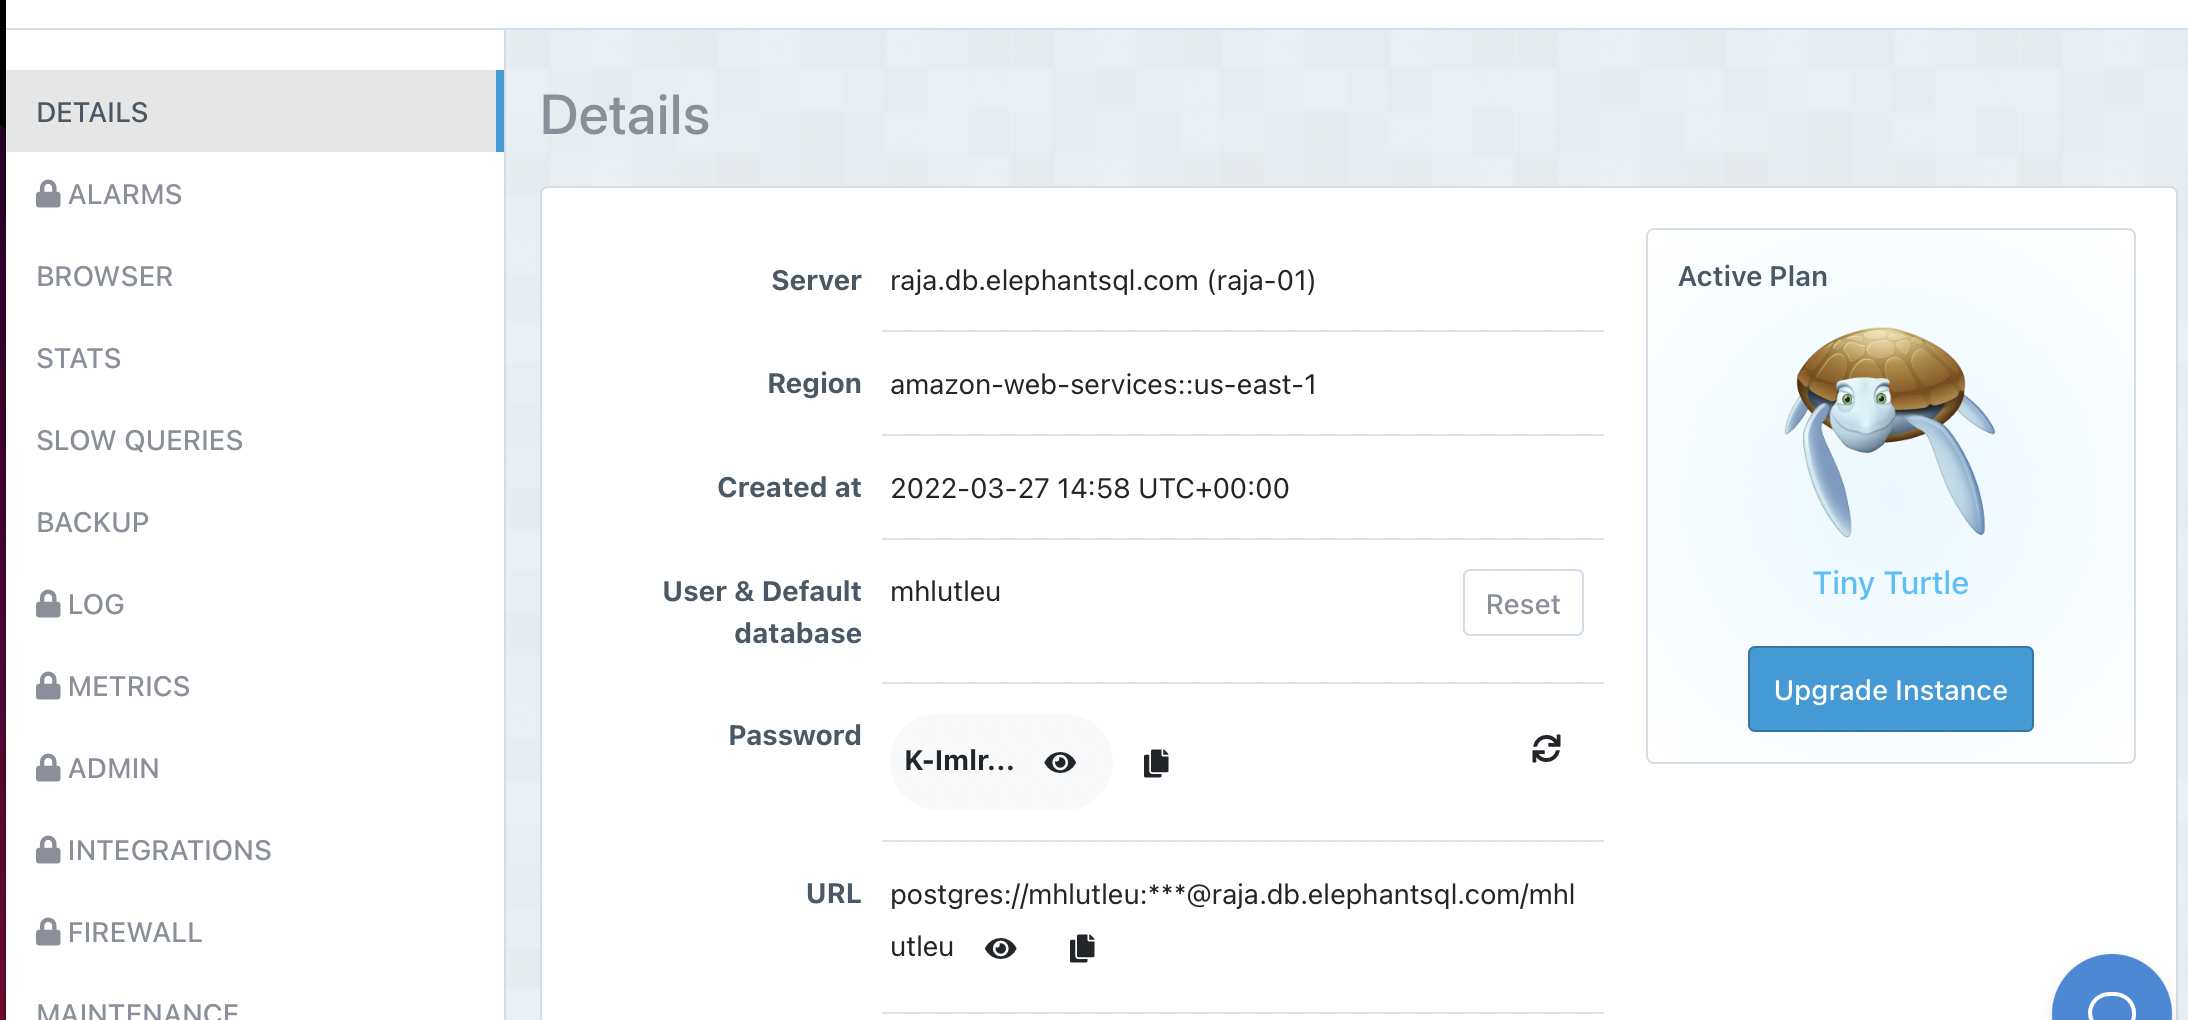 DETAILS
ALARMS
BROWSER
STATS
SLOW QUERIES
BACKUP
LOG
METRICS
ADMIN
INTEGRATIONS
FIREWALL
MAINTENANCE
Details
Server raja.db.elephantsql.com (raja-01)
Region amazon-web-services::us-east-1
Created at 2022-03-27 14:58 UTC+00:00
User & Default database mhlutleu Reset
Password K-Imlr...
URL postgres://mhlutleu:***@raja.db.elephantsql.com/mhl
utleu
Active Plan
Tiny Turtle
Upgrade Instance